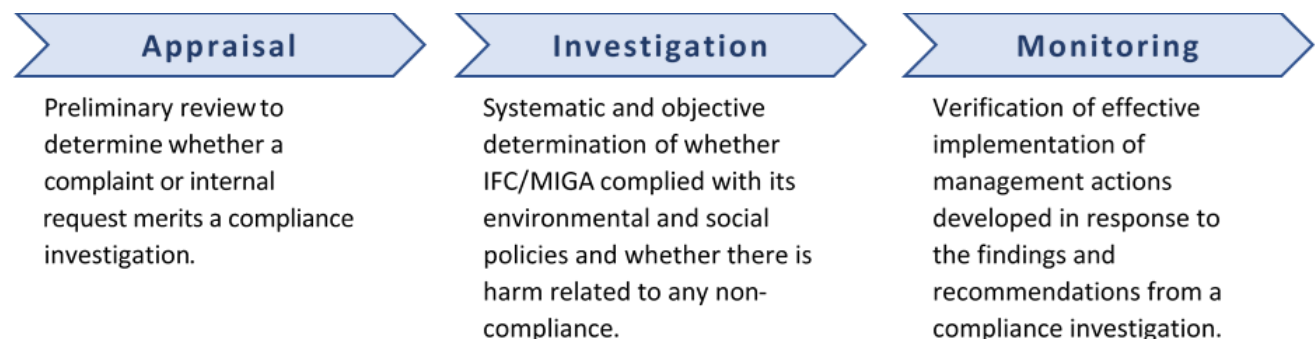 Appraisal
Preliminary review to
determine whether a
complaint or internal
request merits a compliance
investigation.
Investigation
Systematic and objective
determination of whether
IFC/MIGA complied with its
environmental and social
policies and whether there is
harm related to any non-
compliance.
Monitoring
Verification of effective
implementation of
management actions
developed in response to
the findings and
recommendations from a
compliance investigation.